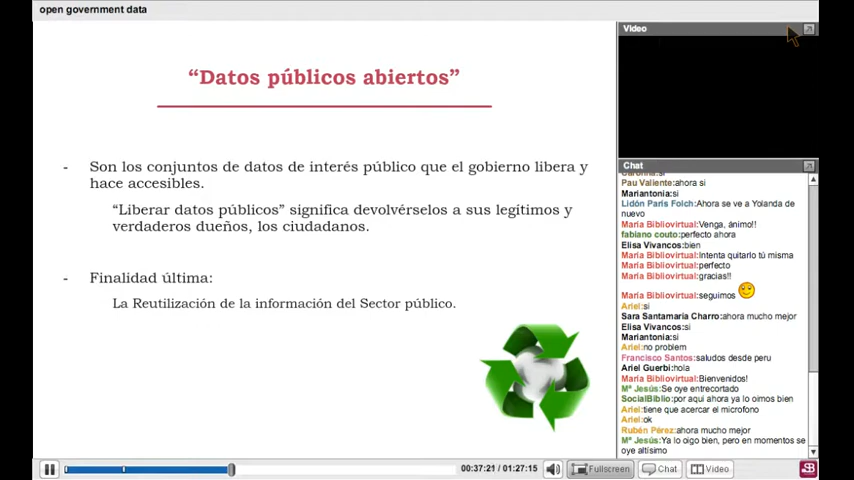 open government data
“Datos públicos abiertos”
- Son los conjuntos de datos de interés público que el gobierno libera y
hace accesibles.
“Liberar datos públicos” significa devolvérselos a sus legítimos y
verdaderos dueños, los ciudadanos.
- Finalidad última:
La Reutilización de la información del Sector público.
Video
Chat
Pau Valiente:ahora si
Mariantonia:si
Lidón París Folch:Ahora se ve a Yolanda de
nuevo
María Bibliovirtual:Venga, ánimo!!
fabiano couto:perfecto ahora
Elisa Vivancos:bien
María Bibliovirtual:Intenta quitarlo tú misma
María Bibliovirtual:perfecto
María Bibliovirtual:gracias!!
María Bibliovirtual:seguimos
Ariel:si
Sara Santamaría Charro:ahora mucho mejor
Elisa Vivancos:si
Mariantonia:si
Ariel:no problem
Francisco Santos:saludos desde peru
Ariel Guerbi:hola
María Bibliovirtual:Bienvenidos!
Mª Jesús:Se oye entrecortado
SocialBiblio:por aqui ahora ya lo oimos bien
Ariel:tiene que acercar el microfono
Ariel:ok
Rubén Pérez:ahora mucho mejor
Mª Jesús:Ya lo oigo bien, pero en momentos se
oye altísimo
00:37:21 / 01:27:15
Fullscreen
Chat
Video